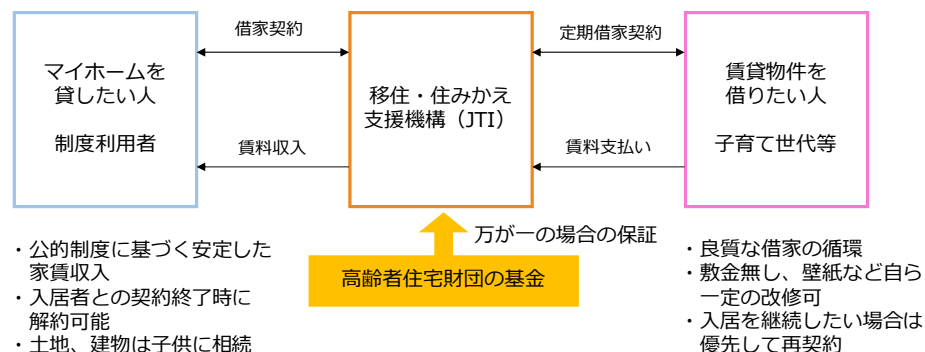 マイホームを
貸したい人
制度利用者
借家契約
賃料収入
移住・住みかえ
支援機構（JTI）
定期借家契約
賃料支払い
賃貸物件を
借りたい人
子育て世代等
万が一の場合の保証
高齢者住宅財団の基金
・公的制度に基づく安定した
家賃収入
・入居者との契約終了時に
解約可能
・土地、建物は子供に相続
・良質な借家の循環
・敷金無し、壁紙など自ら
一定の改修可
・入居を継続したい場合は
優先して再契約